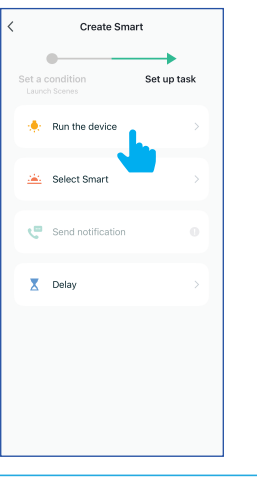 Create Smart
Set a condition Set up task
Launch Scenes
Run the device
Select Smart
Send notification
Delay